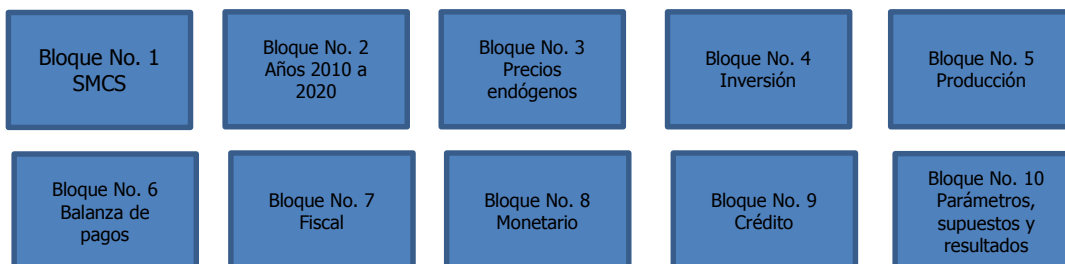 Bloque No. 1
SMCS
Bloque No. 2
Años 2010 a
2020
Bloque No. 3
Precios
endógenos
Bloque No. 4
Inversión
Bloque No. 5
Producción
Bloque No. 6
Balanza de
pagos
Bloque No. 7
Fiscal
Bloque No. 8
Monetario
Bloque No. 9
Crédito
Bloque No. 10
Parámetros,
supuestos y
resultados